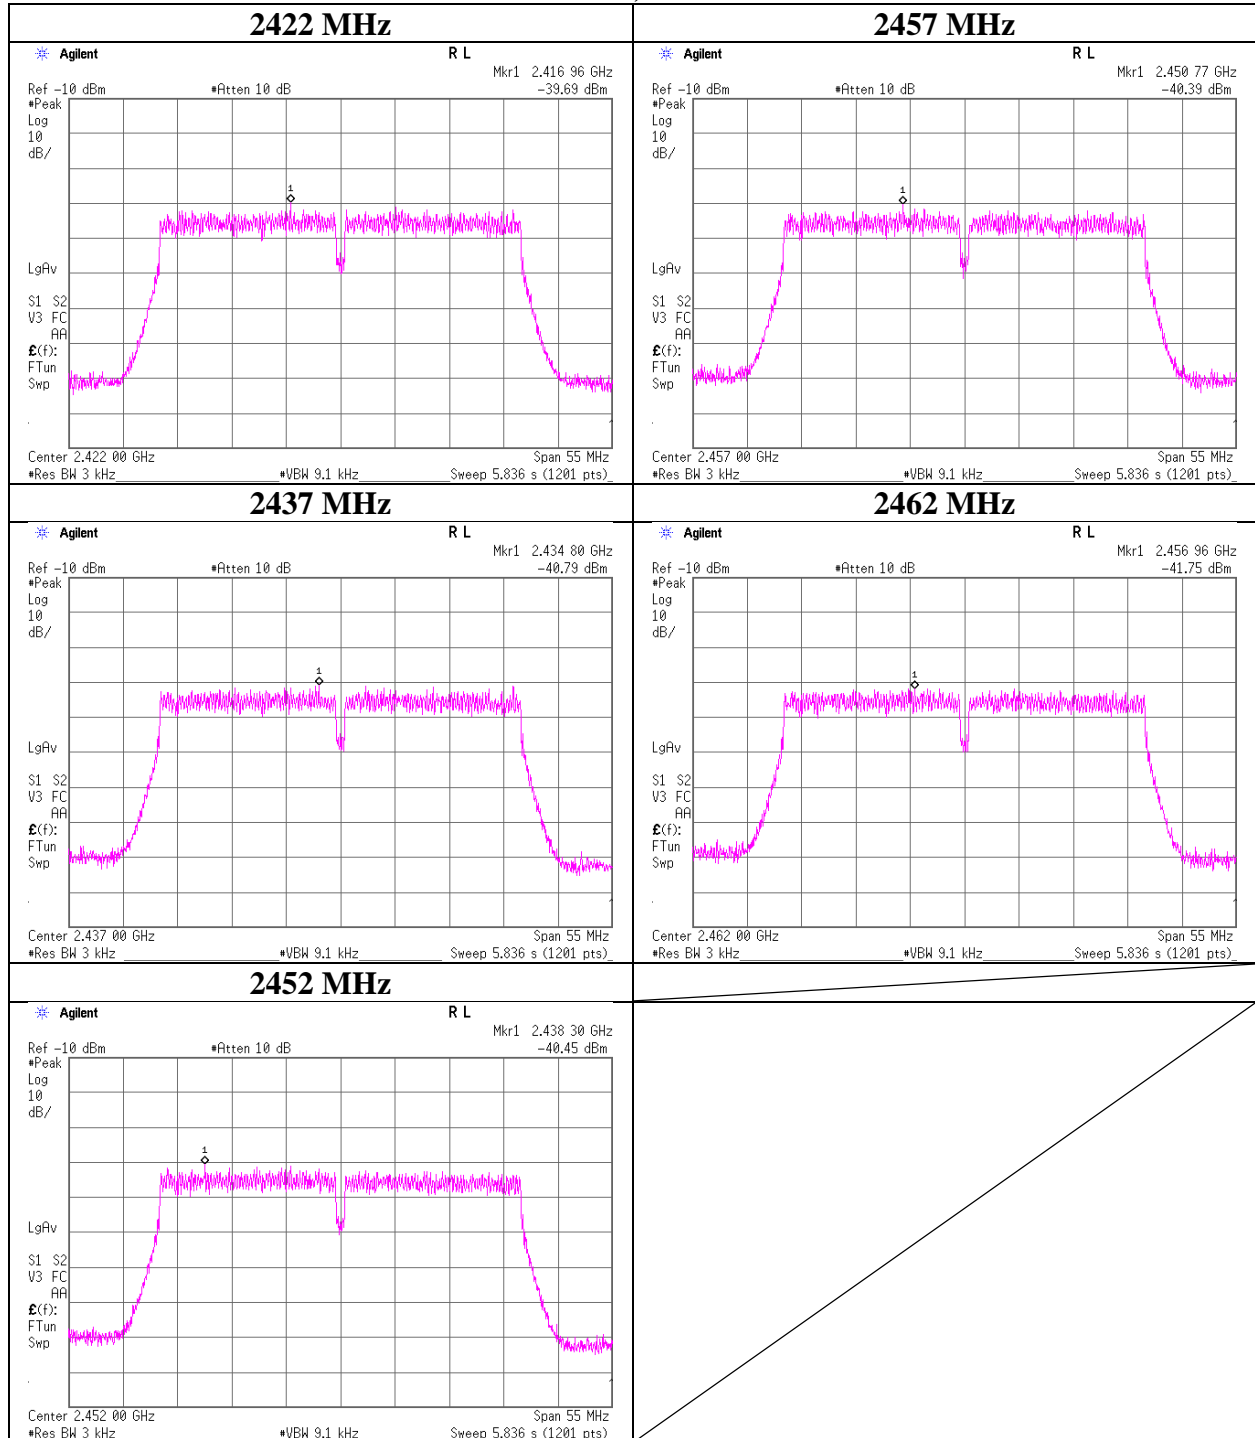 2422 MHz
Agilent
R L
Mkr1 2.416 96 GHz
Ref -10 dBm #Atten 10 dB -39.69 dBm
#Peak
Log
10
dB/
1
LgAv
S1 S2
V3 FC
AA
£(f):
FTun
Swp
Center 2.422 00 GHz Span 55 MHz
#Res BW 3 kHz #VBW 9.1 kHz Sweep 5.836 s (1201 pts)
2457 MHz
Agilent
R L
Mkr1 2.450 77 GHz
Ref -10 dBm #Atten 10 dB -40.39 dBm
#Peak
Log
10
dB/
1
LgAv
S1 S2
V3 FC
AA
£(f):
FTun
Swp
Center 2.457 00 GHz Span 55 MHz
#Res BW 3 kHz #VBW 9.1 kHz Sweep 5.836 s (1201 pts)
2437 MHz
Agilent
R L
Mkr1 2.434 80 GHz
Ref -10 dBm #Atten 10 dB -40.79 dBm
#Peak
Log
10
dB/
1
LgAv
S1 S2
V3 FC
AA
£(f):
FTun
Swp
Center 2.437 00 GHz Span 55 MHz
#Res BW 3 kHz #VBW 9.1 kHz Sweep 5.836 s (1201 pts)
2462 MHz
Agilent
R L
Mkr1 2.456 96 GHz
Ref -10 dBm #Atten 10 dB -41.75 dBm
#Peak
Log
10
dB/
1
LgAv
S1 S2
V3 FC
AA
£(f):
FTun
Swp
Center 2.462 00 GHz Span 55 MHz
#Res BW 3 kHz #VBW 9.1 kHz Sweep 5.836 s (1201 pts)
2452 MHz
Agilent
R L
Mkr1 2.438 30 GHz
Ref -10 dBm #Atten 10 dB -40.45 dBm
#Peak
Log
10
dB/
1
LgAv
S1 S2
V3 FC
AA
£(f):
FTun
Swp
Center 2.452 00 GHz Span 55 MHz
#Res BW 3 kHz #VBW 9.1 kHz Sweep 5.836 s (1201 pts)